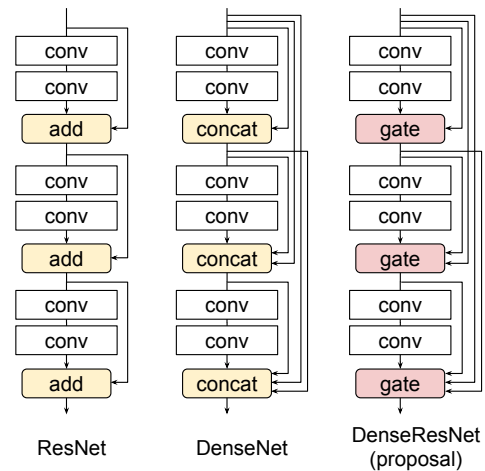 conv
conv
add
conv
conv
add
conv
conv
add
ResNet
conv
conv
concat
conv
conv
concat
conv
conv
concat
DenseNet
conv
conv
gate
conv
conv
gate
conv
conv
gate
DenseResNet
(proposal)